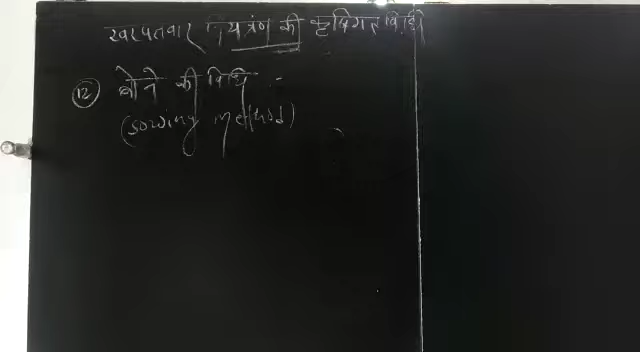 खरपतवार नियंत्रण की कृषिगत विधि
(12) बोने की विधि :-
(sowing method)